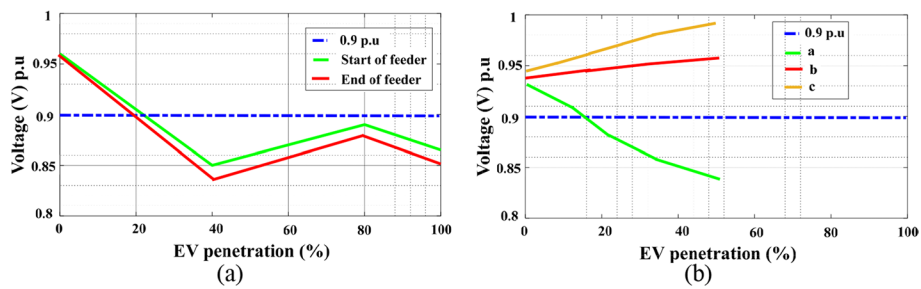 1
0.95
0.9
0.85
0.8
0
20
40
60
80
100
Voltage (V) p.u
EV penetration (%)
0.9 p.u
Start of feeder
End of feeder
(a)
1
0.95
0.9
0.85
0.8
0
20
40
60
80
100
Voltage (V) p.u
EV penetration (%)
0.9 p.u
a
b
c
(b)